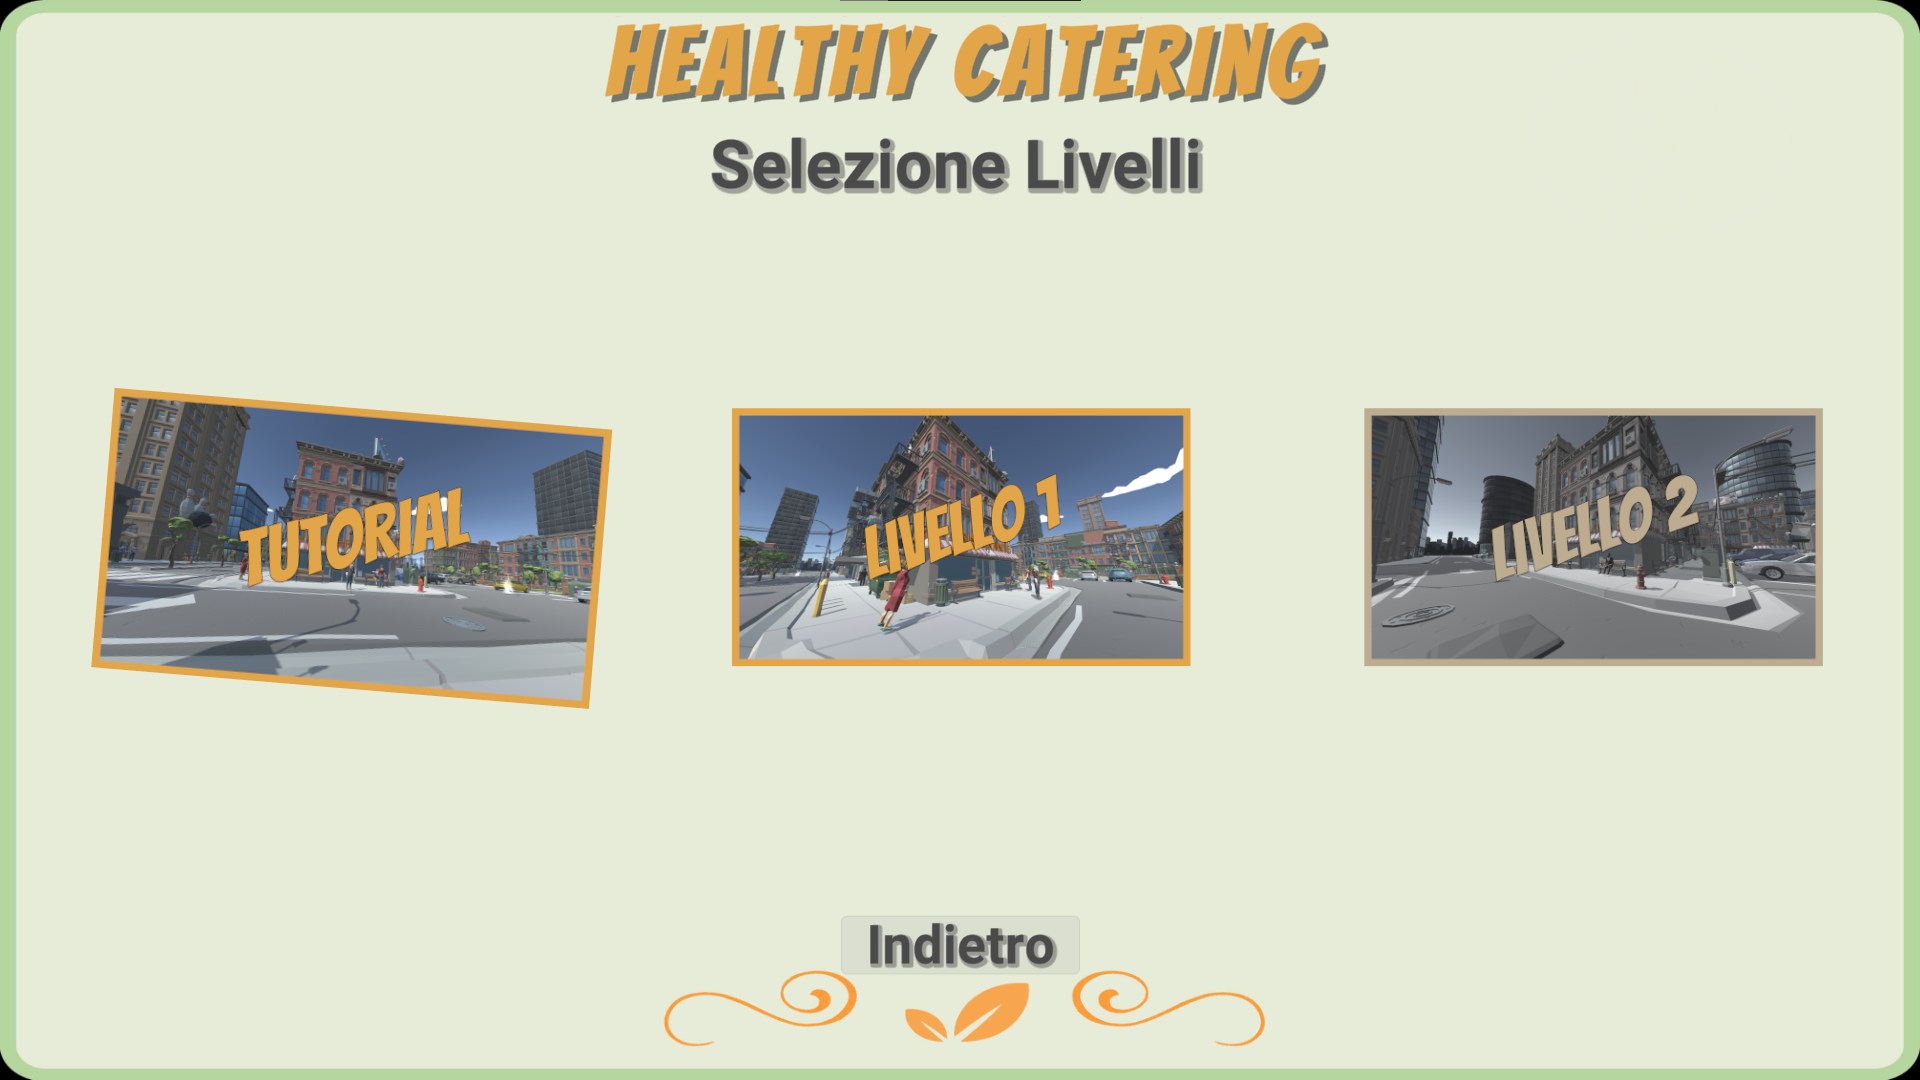 HEALTHY CATERING
Selezione Livelli
TUTORIAL
LIVELLO 1
LIVELLO 2
Indietro